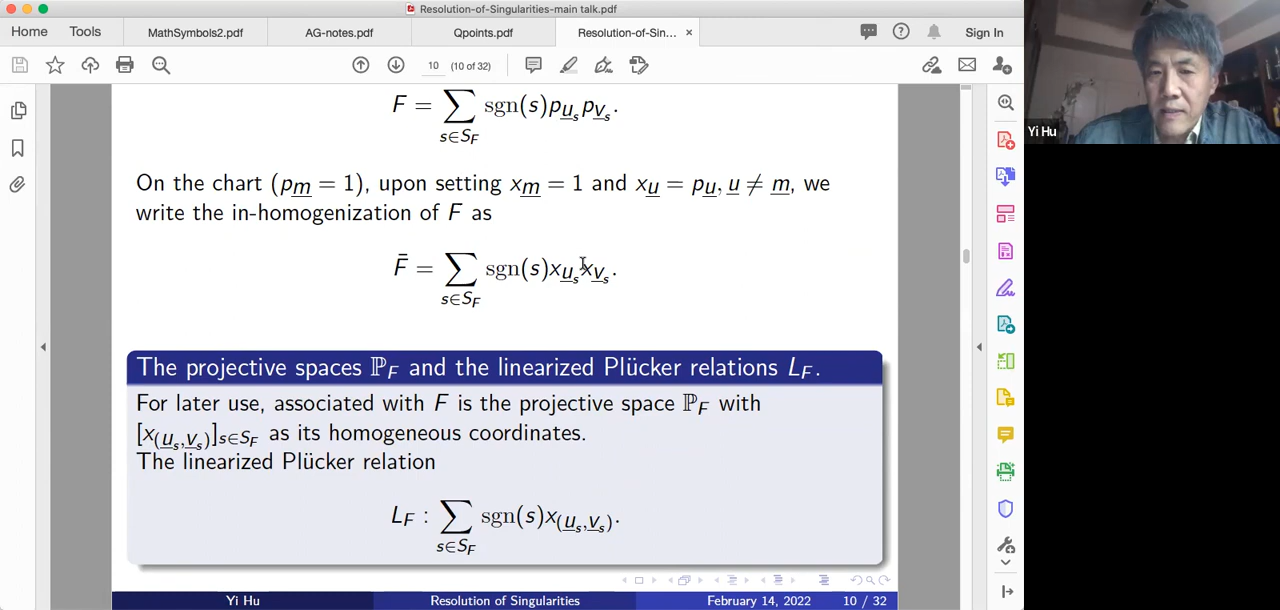 Resolution-of-Singularities-main talk.pdf
Home Tools MathSymbols2.pdf AG-notes.pdf Qpoints.pdf Resolution-of-Sin... × Sign In
10 (10 of 32)
F = ∑_{s∈S_F} sgn(s)p_{u_s}p_{v_s}.
On the chart (p_m = 1), upon setting x_m = 1 and x_u = p_u, u ≠ m, we
write the in-homogenization of F as
F̄ = ∑_{s∈S_F} sgn(s)x_{u_s}x_{v_s}.
The projective spaces ℙ_F and the linearized Plücker relations L_F.
For later use, associated with F is the projective space ℙ_F with
[x_{(u_s,v_s)}]_{s∈S_F} as its homogeneous coordinates.
The linearized Plücker relation
L_F : ∑_{s∈S_F} sgn(s)x_{(u_s,v_s)}.
Yi Hu Resolution of Singularities February 14, 2022 10 / 32
Yi Hu